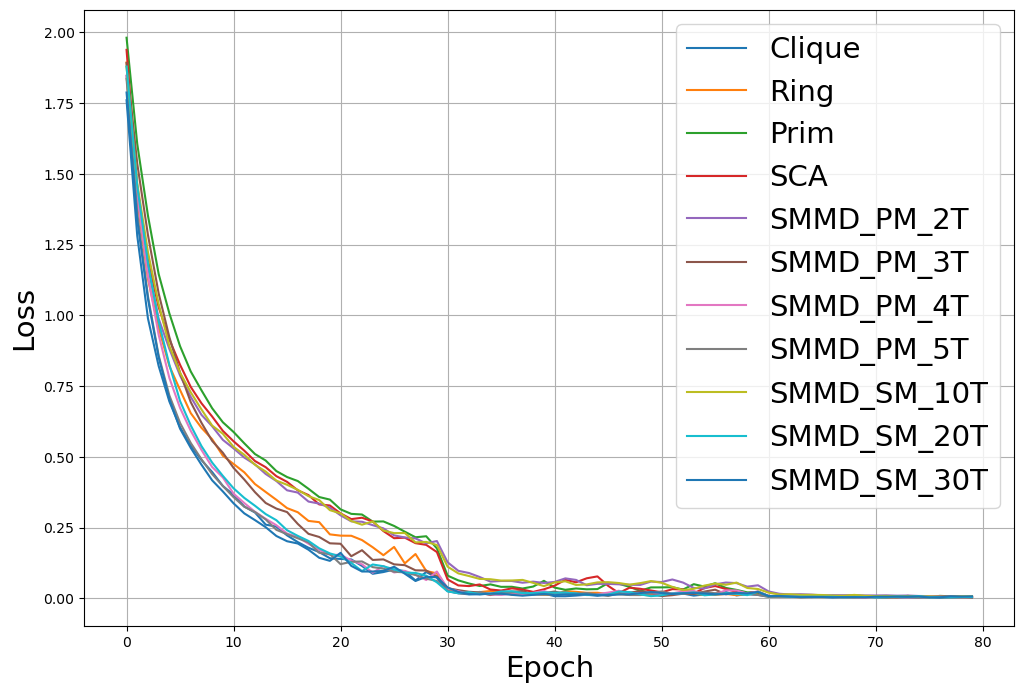 2.00
1.75
1.50
1.25
1.00
0.75
0.50
0.25
0.00
Loss
0 10 20 30 40 50 60 70 80
Epoch
Clique
Ring
Prim
SCA
SMMD_PM_2T
SMMD_PM_3T
SMMD_PM_4T
SMMD_PM_5T
SMMD_SM_10T
SMMD_SM_20T
SMMD_SM_30T